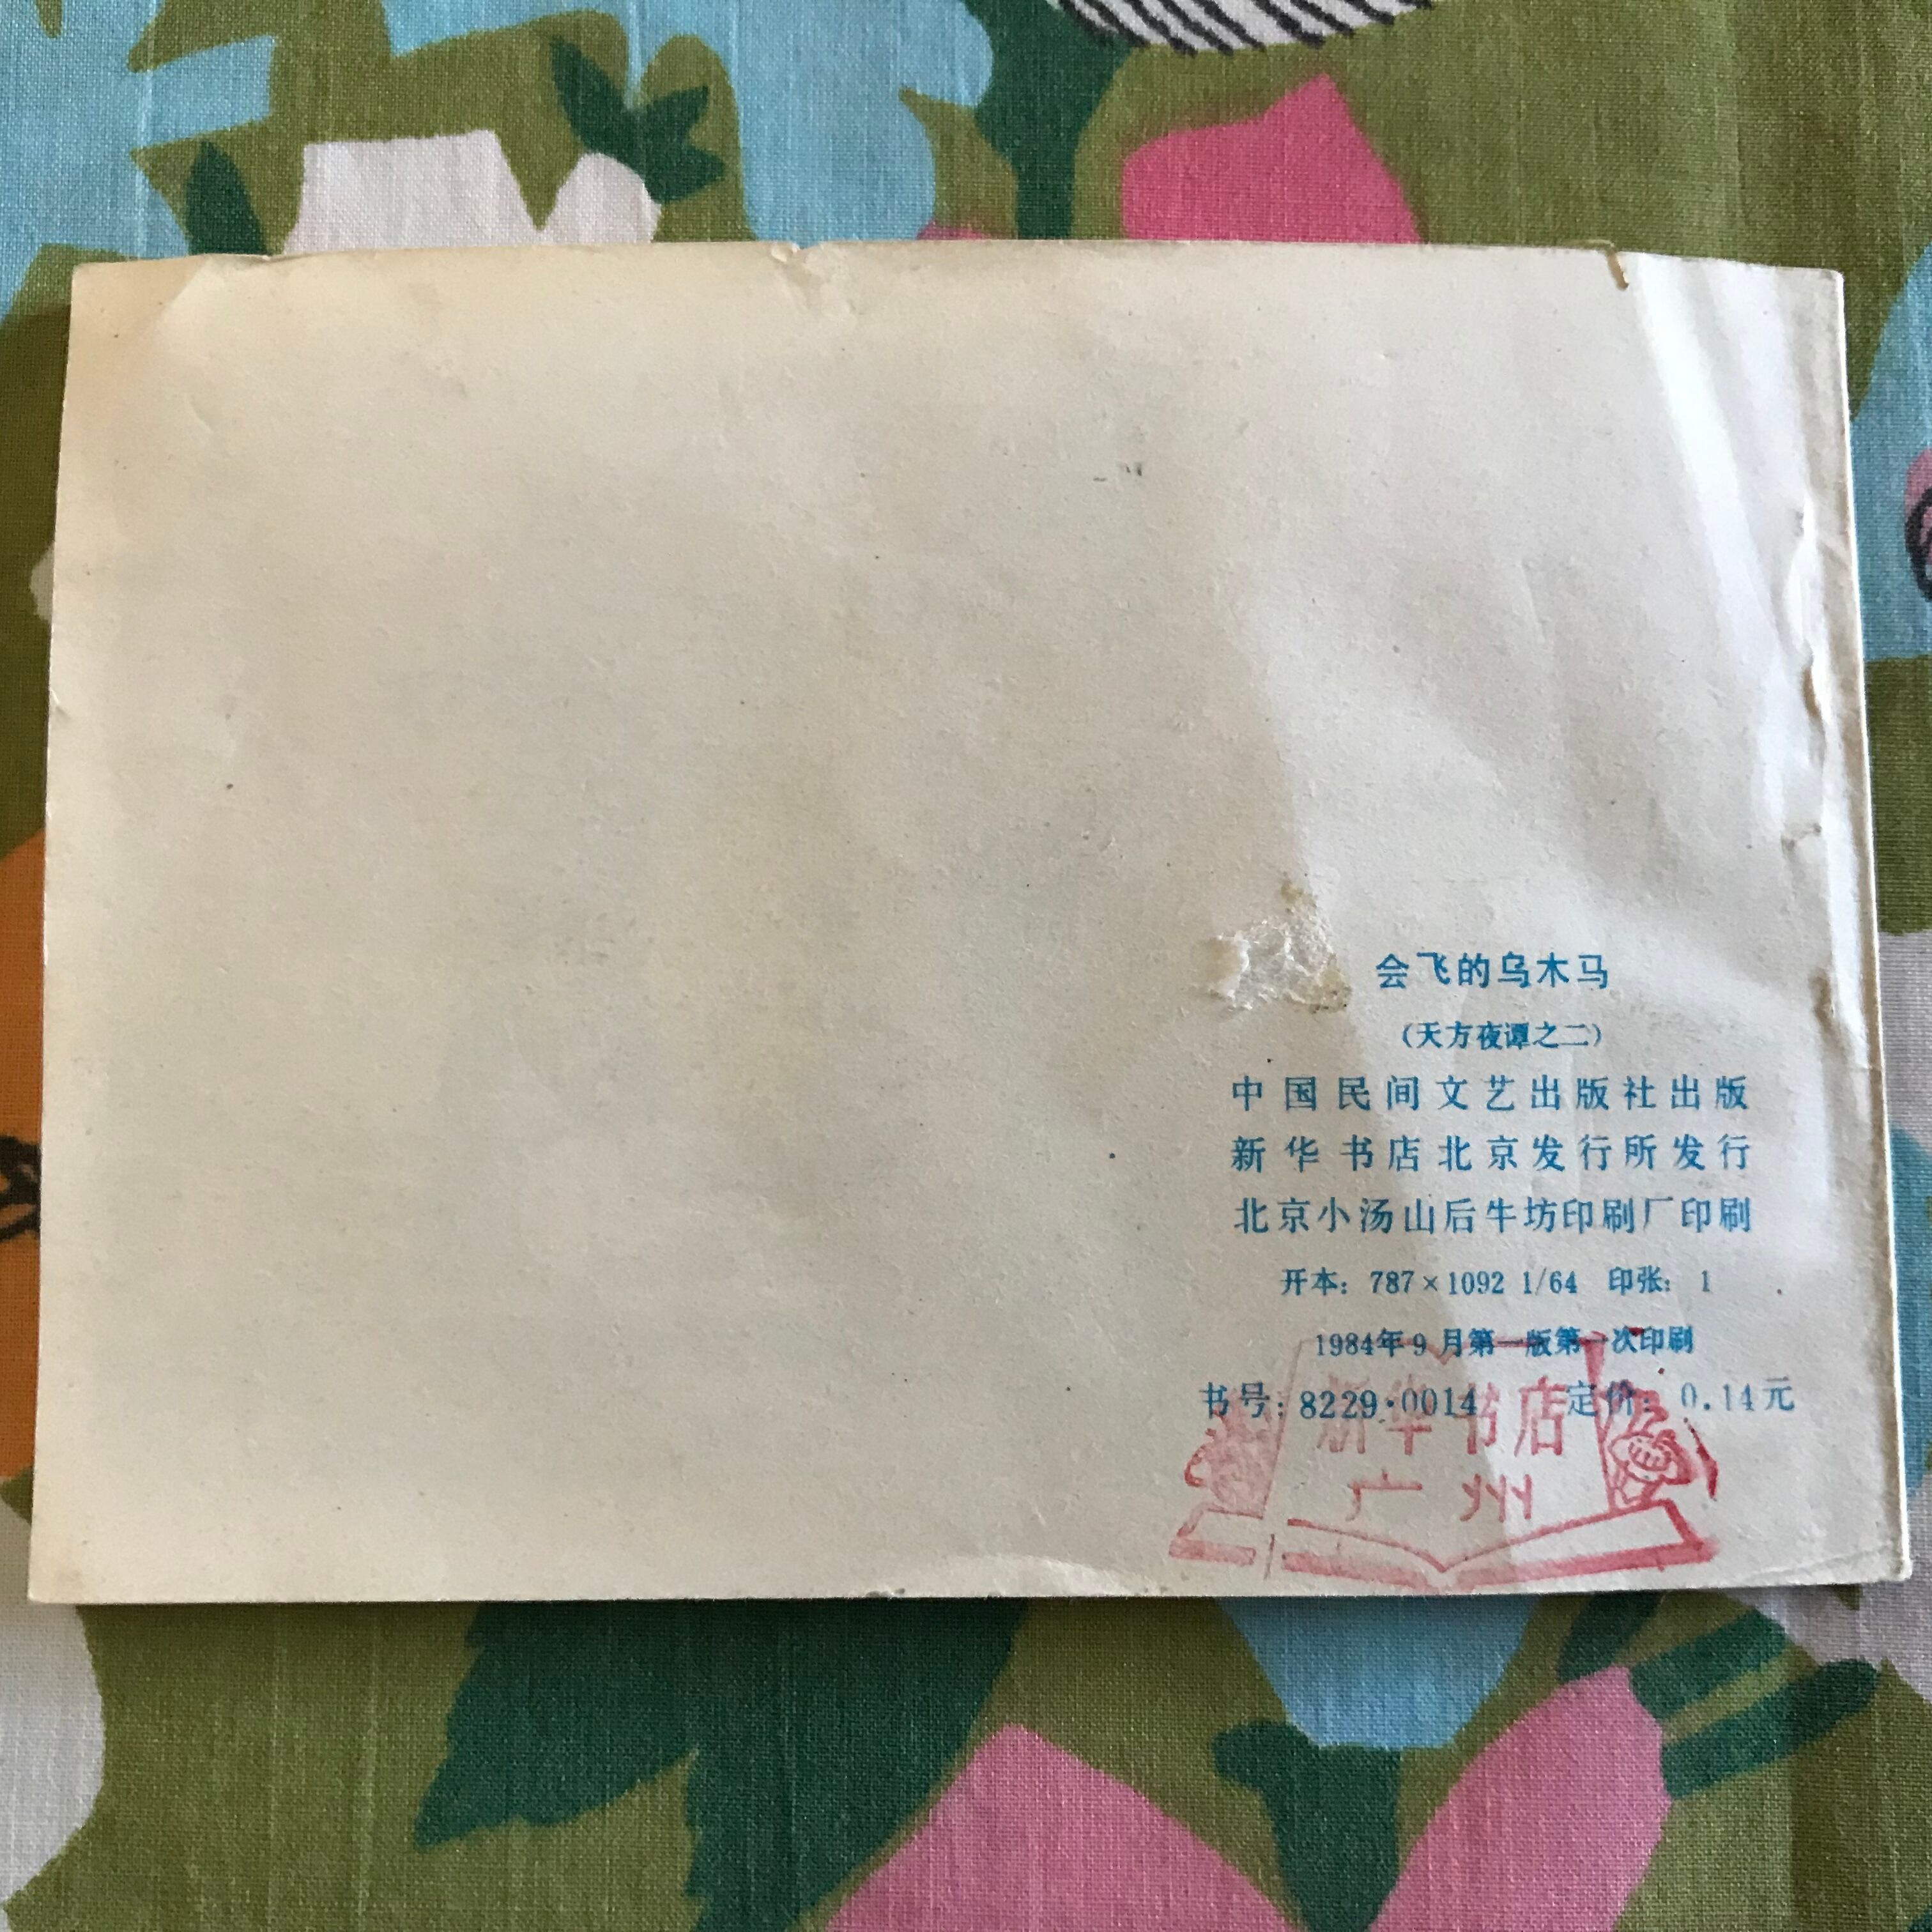 会飞的乌木马
(天方夜谭之二)
中国民间文艺出版社出版
新华书店北京发行所发行
北京小汤山后牛坊印刷厂印刷
开本：787×1092 1/64 印张：1
1984年9月第一版第一次印刷
书号：8229·0014 定价：0.14元
新华书店
广州